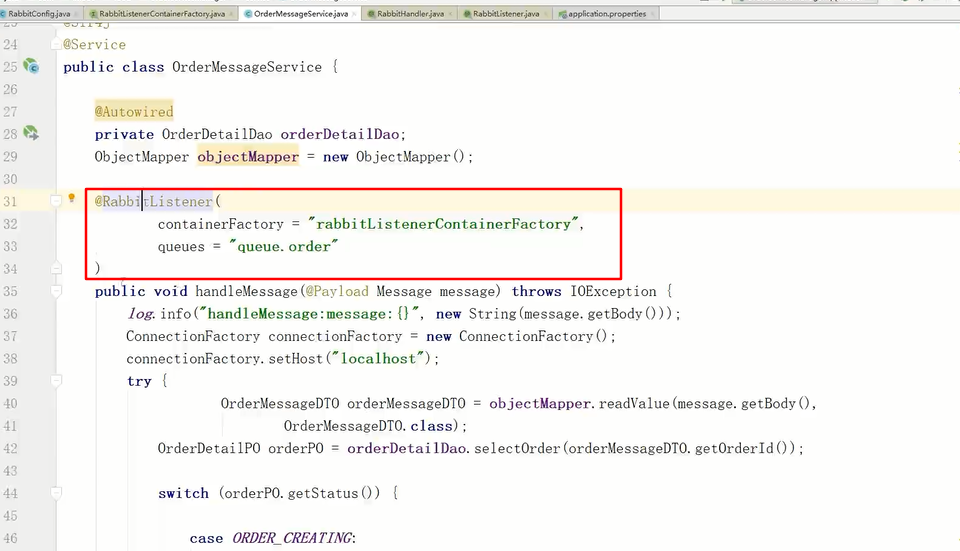 RabbitConfig.java RabbitListenerContainerFactory.java OrderMessageService.java RabbitHandler.java RabbitListener.java application.properties
24 @Service
25 public class OrderMessageService {
26
27 @Autowired
28 private OrderDetailDao orderDetailDao;
29 ObjectMapper objectMapper = new ObjectMapper();
30
31 @RabbitListener(
32 containerFactory = "rabbitListenerContainerFactory",
33 queues = "queue.order"
34 )
35 public void handleMessage(@Payload Message message) throws IOException {
36 log.info("handleMessage:message:{}", new String(message.getBody()));
37 ConnectionFactory connectionFactory = new ConnectionFactory();
38 connectionFactory.setHost("localhost");
39 try {
40 OrderMessageDTO orderMessageDTO = objectMapper.readValue(message.getBody(),
41 OrderMessageDTO.class);
42 OrderDetailPO orderPO = orderDetailDao.selectOrder(orderMessageDTO.getOrderId());
43
44 switch (orderPO.getStatus()) {
45
46 case ORDER_CREATING: